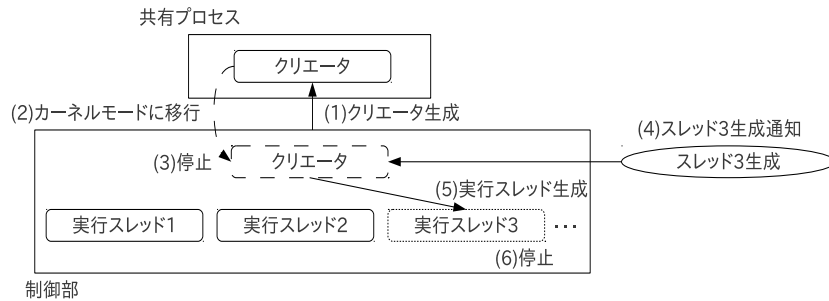 共有プロセス
クリエータ
(2)カーネルモードに移行
(1)クリエータ生成
(4)スレッド3生成通知
(3)停止
クリエータ
スレッド3生成
(5)実行スレッド生成
実行スレッド1
実行スレッド2
実行スレッド3
…
(6)停止
制御部